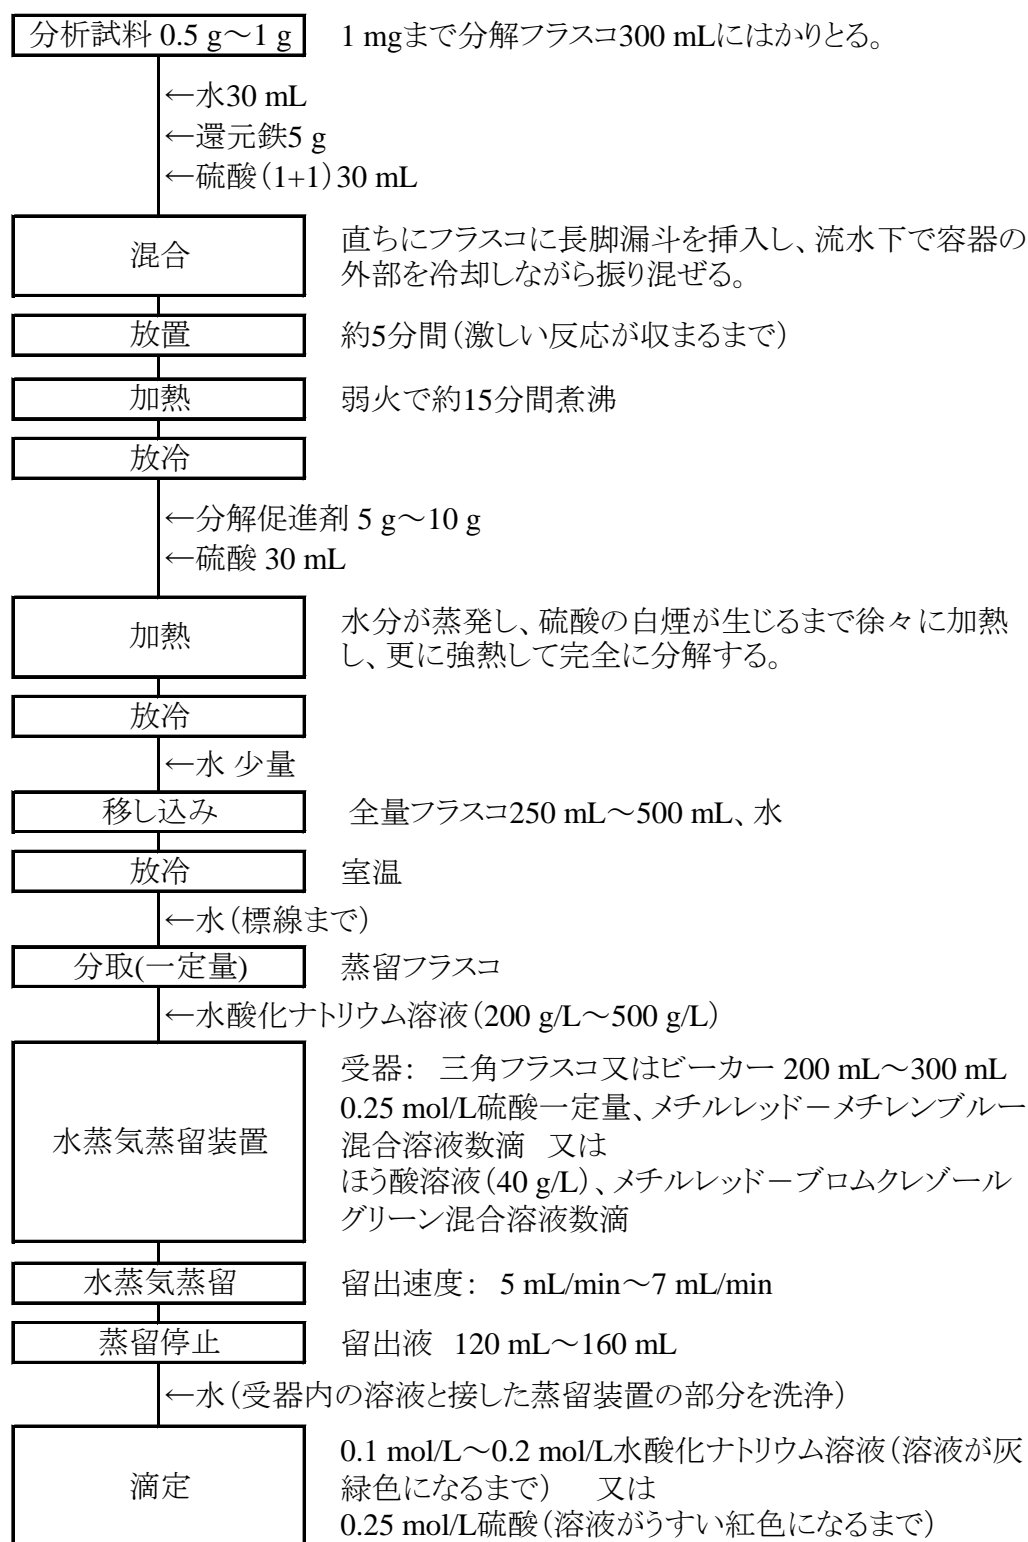 分析試料 0.5 g～1 g
1 mgまで分解フラスコ300 mLにはかりとる。
←水30 mL
←還元鉄5 g
←硫酸（1+1）30 mL
混合
直ちにフラスコに長脚漏斗を挿入し、流水下で容器の
外部を冷却しながら振り混ぜる。
放置
約5分間（激しい反応が収まるまで）
加熱
弱火で約15分間煮沸
放冷
←分解促進剤 5 g～10 g
←硫酸 30 mL
加熱
水分が蒸発し、硫酸の白煙が生じるまで徐々に加熱
し、更に強熱して完全に分解する。
放冷
←水 少量
移し込み
全量フラスコ250 mL～500 mL、水
放冷
室温
←水（標線まで）
分取(一定量)
蒸留フラスコ
←水酸化ナトリウム溶液（200 g/L～500 g/L）
水蒸気蒸留装置
受器： 三角フラスコ又はビーカー 200 mL～300 mL
0.25 mol/L硫酸一定量、メチルレッド－メチレンブルー
混合溶液数滴 又は
ほう酸溶液（40 g/L）、メチルレッド－ブロムクレゾール
グリーン混合溶液数滴
水蒸気蒸留
留出速度： 5 mL/min～7 mL/min
蒸留停止
留出液 120 mL～160 mL
←水（受器内の溶液と接した蒸留装置の部分を洗浄）
滴定
0.1 mol/L～0.2 mol/L水酸化ナトリウム溶液（溶液が灰
緑色になるまで） 又は
0.25 mol/L硫酸（溶液がうすい紅色になるまで）